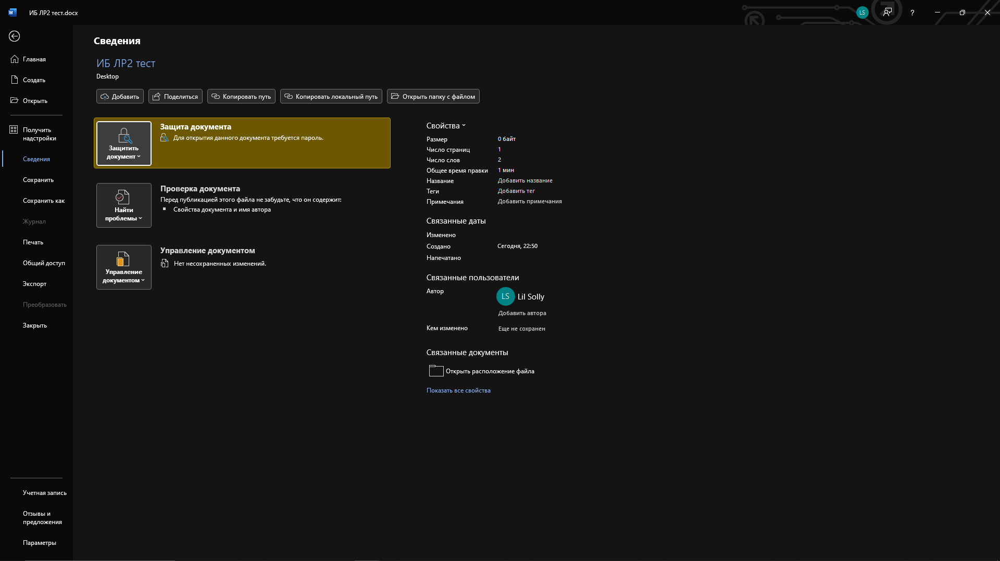 ИБ ЛР2 тест.docx
LS
?
Главная
Создать
Открыть
Получить
надстройки
Сведения
Сохранить
Сохранить как
Журнал
Печать
Общий доступ
Экспорт
Преобразовать
Закрыть
Учетная запись
Отзывы и
предложения
Параметры
Сведения
ИБ ЛР2 тест
Desktop
Добавить
Поделиться
Копировать путь
Копировать локальный путь
Открыть папку с файлом
Защитить
документ
Защита документа
Для открытия данного документа требуется пароль.
Найти
проблемы
Проверка документа
Перед публикацией этого файла не забудьте, что он содержит:
Свойства документа и имя автора
Управление
документом
Управление документом
Нет несохраненных изменений.
Свойства
Размер 0 байт
Число страниц 1
Число слов 2
Общее время правки 1 мин
Название Добавить название
Теги Добавить тег
Примечания Добавить примечания
Связанные даты
Изменено
Создано Сегодня, 22:50
Напечатано
Связанные пользователи
Автор
LS Lil Solly
Добавить автора
Кем изменено Еще не сохранен
Связанные документы
Открыть расположение файла
Показать все свойства